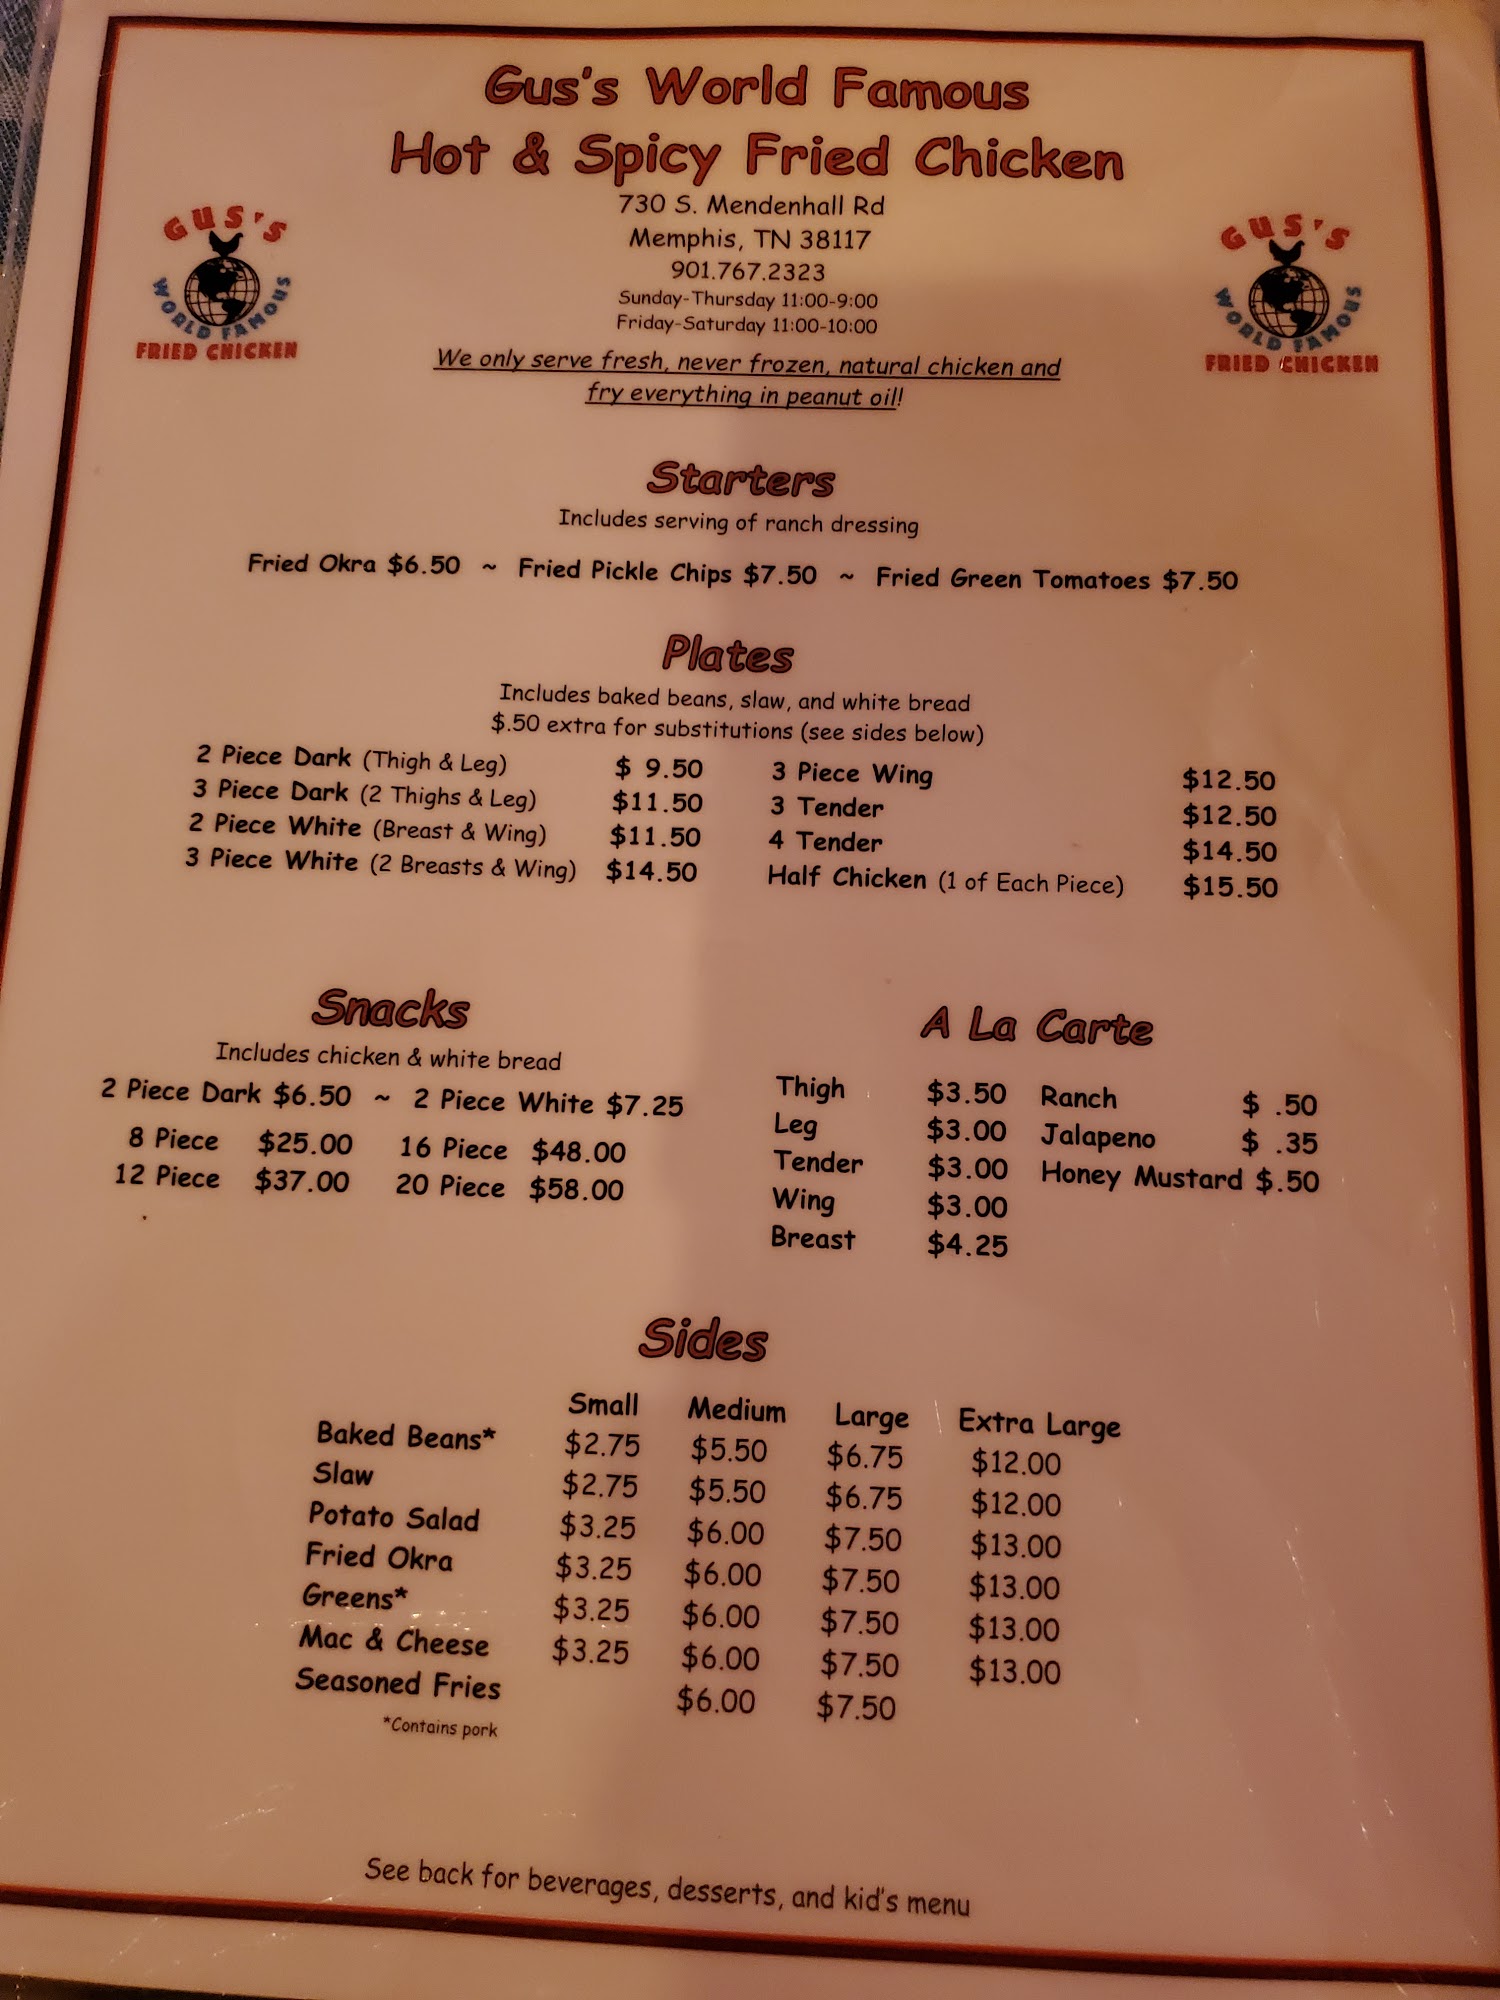 Gus's World Famous
Hot & Spicy Fried Chicken
730 S. Mendenhall Rd
Memphis, TN 38117
901.767.2323
Sunday-Thursday 11:00-9:00
Friday-Saturday 11:00-10:00
We only serve fresh, never frozen, natural chicken and
fry everything in peanut oil!
GUS'S
WORLD FAMOUS
FRIED CHICKEN
GUS'S
WORLD FAMOUS
FRIED CHICKEN
Starters
Includes serving of ranch dressing
Fried Okra $6.50 ~ Fried Pickle Chips $7.50 ~ Fried Green Tomatoes $7.50
Plates
Includes baked beans, slaw, and white bread
$.50 extra for substitutions (see sides below)
2 Piece Dark (Thigh & Leg) $ 9.50
3 Piece Dark (2 Thighs & Leg) $11.50
2 Piece White (Breast & Wing) $11.50
3 Piece White (2 Breasts & Wing) $14.50
3 Piece Wing $12.50
3 Tender $12.50
4 Tender $14.50
Half Chicken (1 of Each Piece) $15.50
Snacks
Includes chicken & white bread
2 Piece Dark $6.50 ~ 2 Piece White $7.25
8 Piece $25.00 16 Piece $48.00
12 Piece $37.00 20 Piece $58.00
A La Carte
Thigh $3.50 Ranch $ .50
Leg $3.00 Jalapeno $ .35
Tender $3.00 Honey Mustard $.50
Wing $3.00
Breast $4.25
Sides
Small Medium Large Extra Large
Baked Beans* $2.75 $5.50 $6.75 $12.00
Slaw $2.75 $5.50 $6.75 $12.00
Potato Salad $3.25 $6.00 $7.50 $13.00
Fried Okra $3.25 $6.00 $7.50 $13.00
Greens* $3.25 $6.00 $7.50 $13.00
Mac & Cheese $3.25 $6.00 $7.50 $13.00
Seasoned Fries $6.00 $7.50
*Contains pork
See back for beverages, desserts, and kid's menu